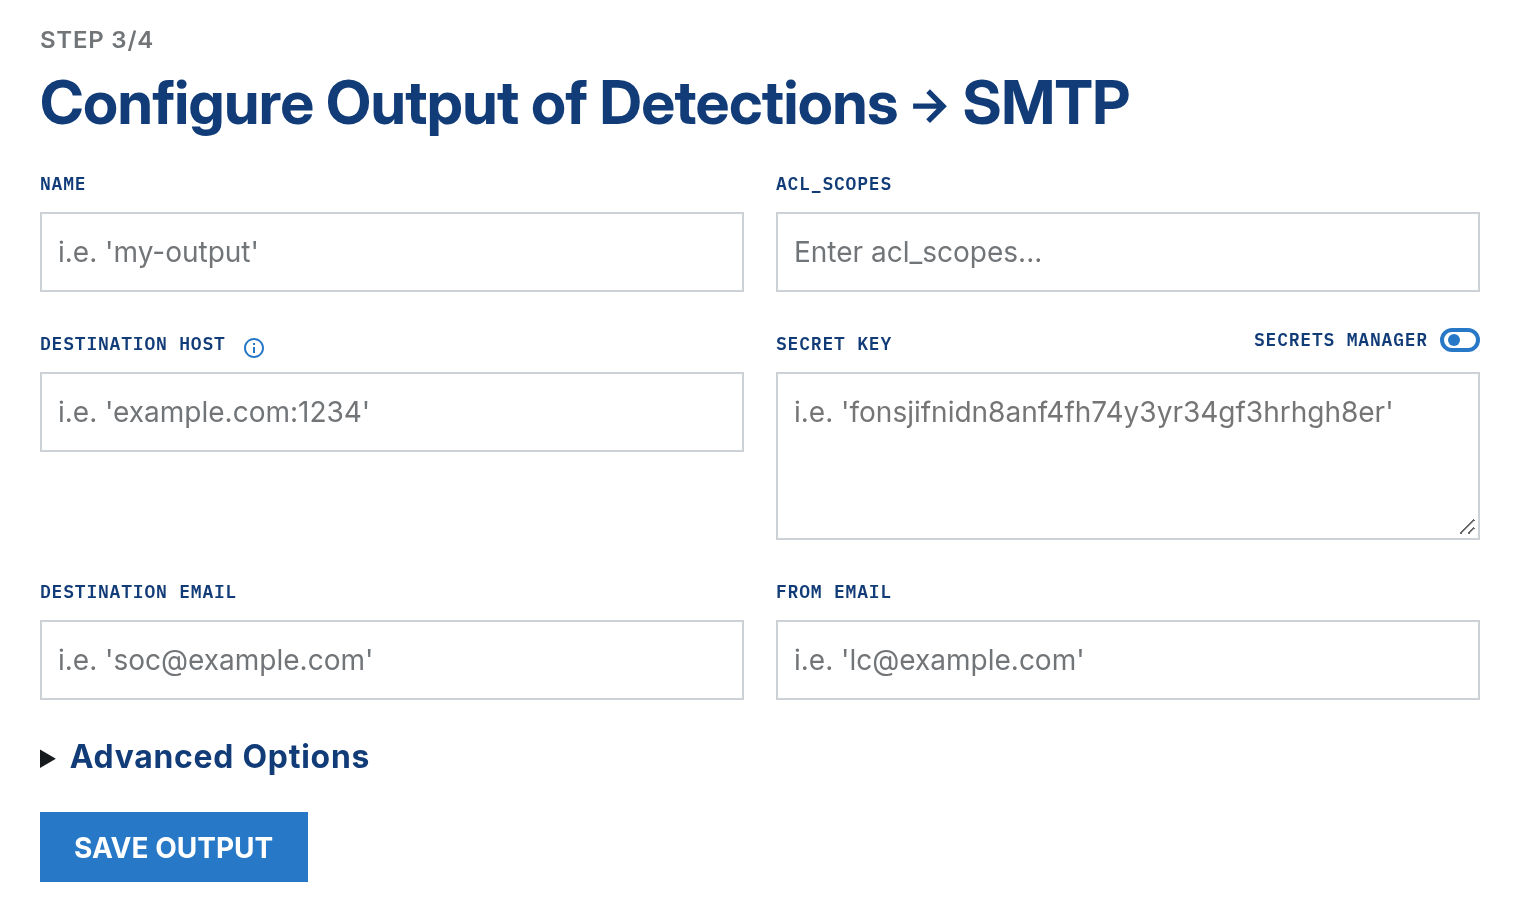 STEP 3/4
Configure Output of Detections → SMTP
NAME
ACL_SCOPES
i.e. 'my-output'
Enter acl_scopes...
DESTINATION HOST
SECRET KEY
SECRETS MANAGER
i.e. 'example.com:1234'
i.e. 'fonsjifnidn8anf4fh74y3yr34gf3hrhgh8er'
DESTINATION EMAIL
FROM EMAIL
i.e. 'soc@example.com'
i.e. 'lc@example.com'
Advanced Options
SAVE OUTPUT